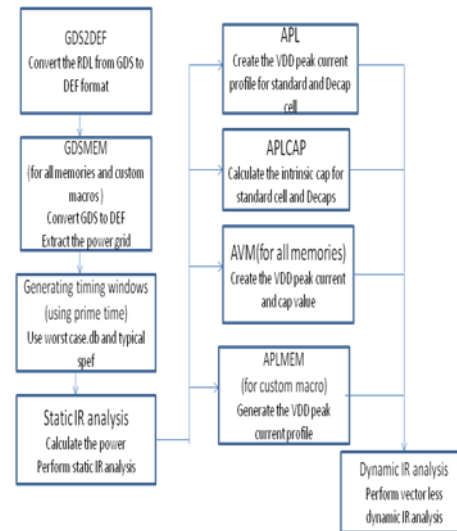 GDS2DEF
Convert the RDL from GDS to
DEF format
GDSMEM
(for all memories and custom
macros)
Convert GDS to DEF
Extract the power grid
Generating timing windows
(using prime time)
Use worst case.db and typical
spef
Static IR analysis
Calculate the power
Perform static IR analysis
APL
Create the VDD peak current
profile for standard and Decap
cell
APLCAP
Calculate the intrinsic cap for
standard cell and Decaps
AVM(for all memories)
Create the VDD peak current
and cap value
APLMEM
(for custom macro)
Generate the VDD peak
current profile
Dynamic IR analysis
Perform vector less
dynamic IR analysis